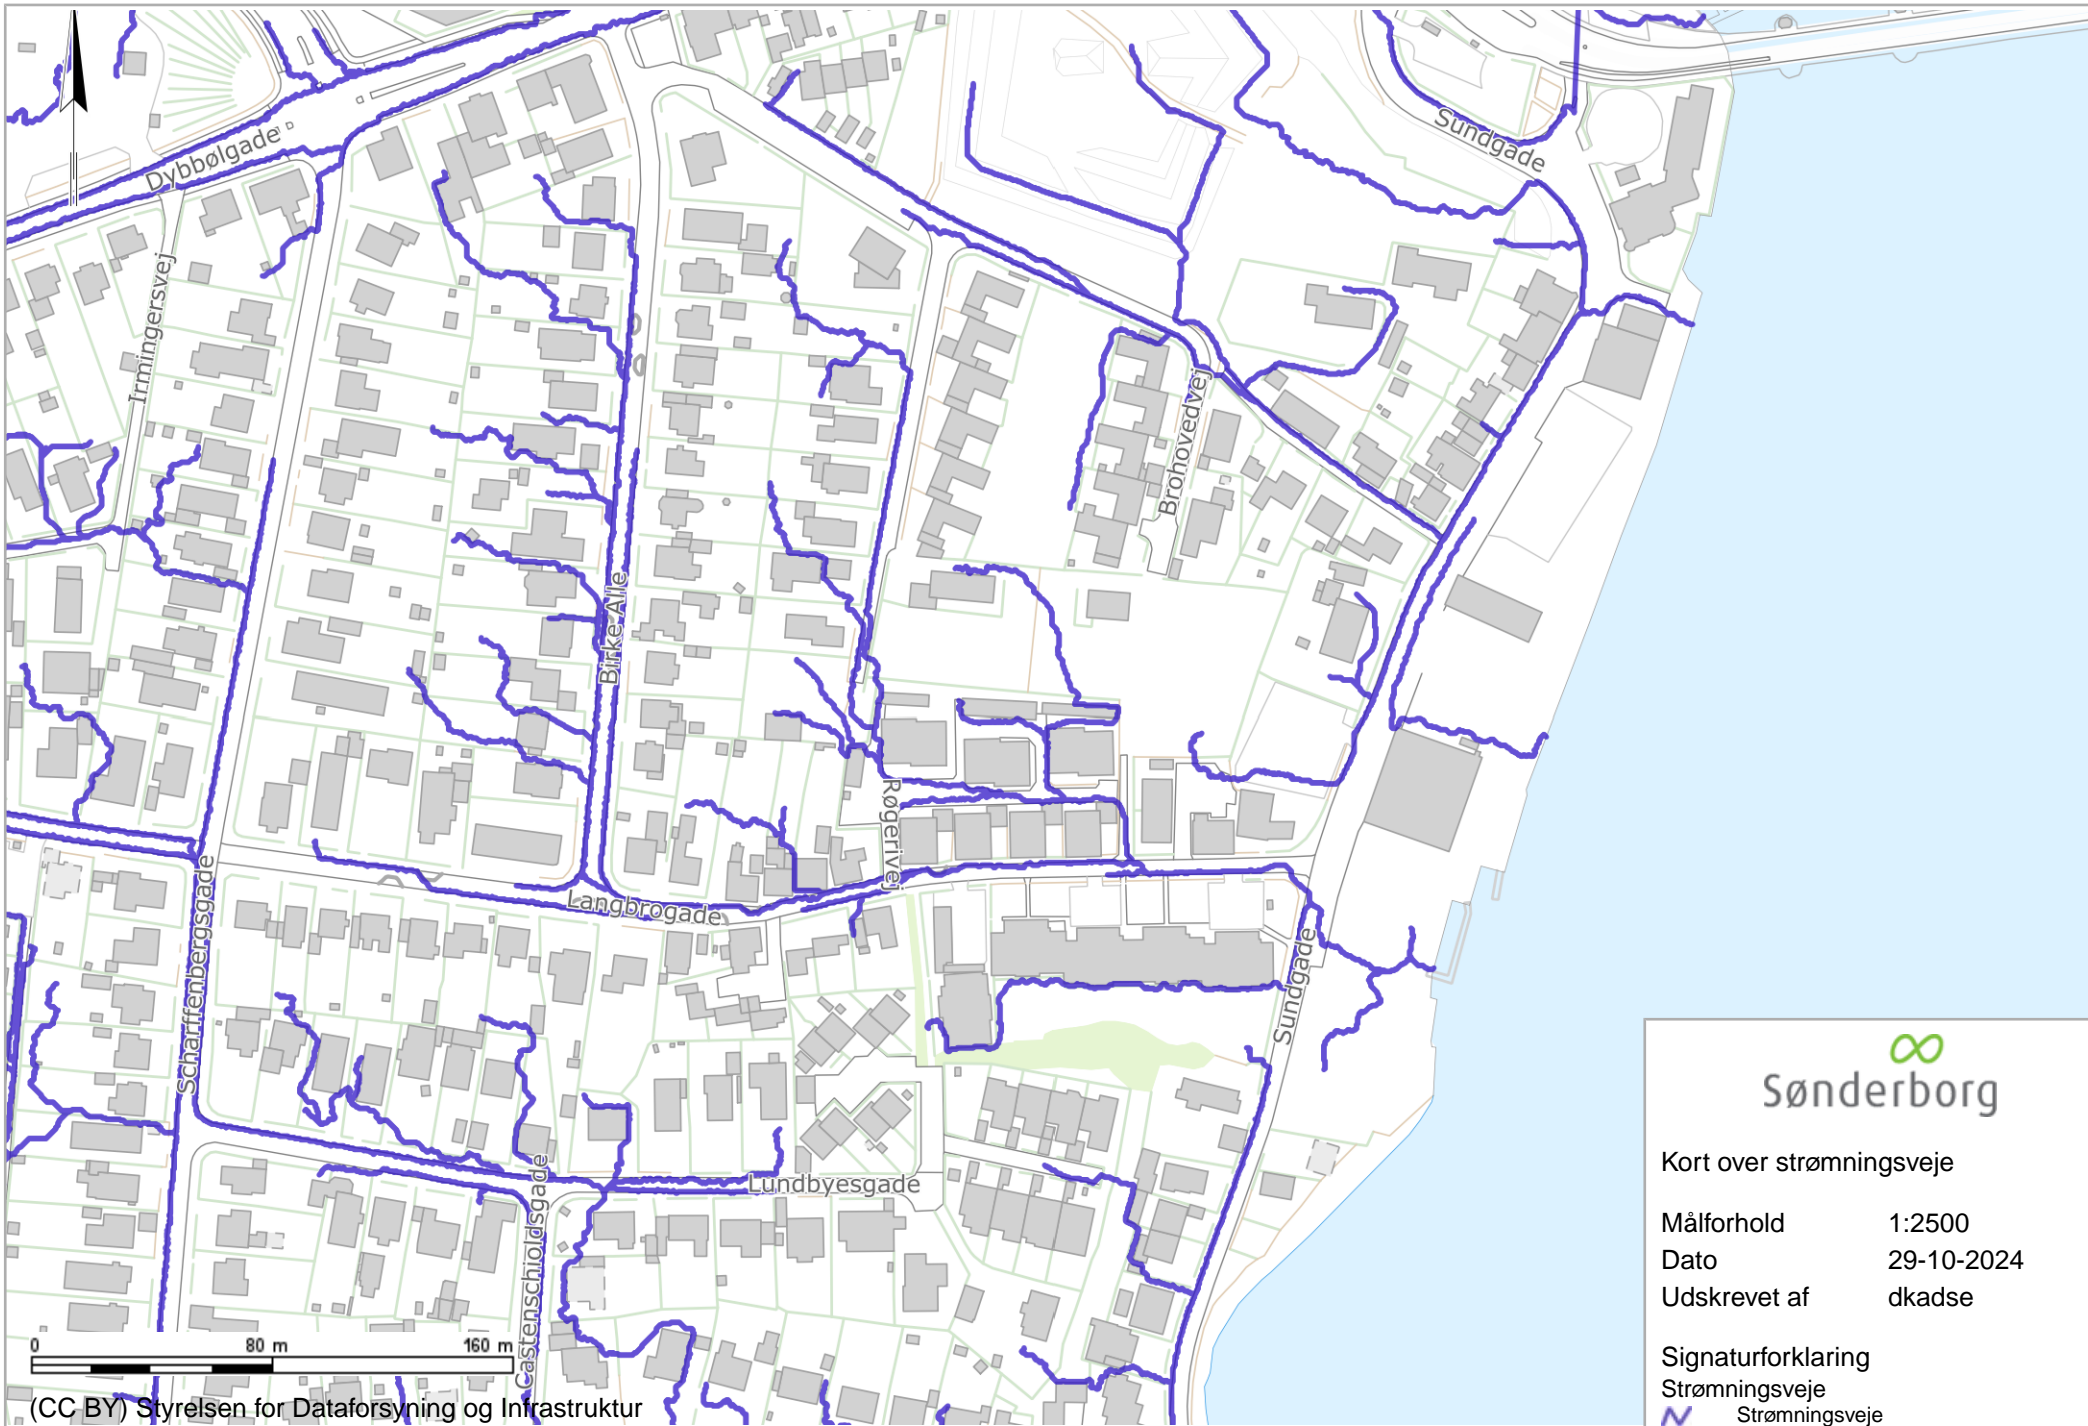 Dybbølgade
Sundgade
Irmingersvej
Brohovedvej
Birke Alle
Røgerivej
Langbrogade
Scharffenbergsgade
Sundgade
Lundbyesgade
Castenschioldsgade
0 80 m 160 m
(CC BY) Styrelsen for Dataforsyning og Infrastruktur
Sønderborg
Kort over strømningsveje
Målforhold 1:2500
Dato 29-10-2024
Udskrevet af dkadse
Signaturforklaring
Strømningsveje
Strømningsveje